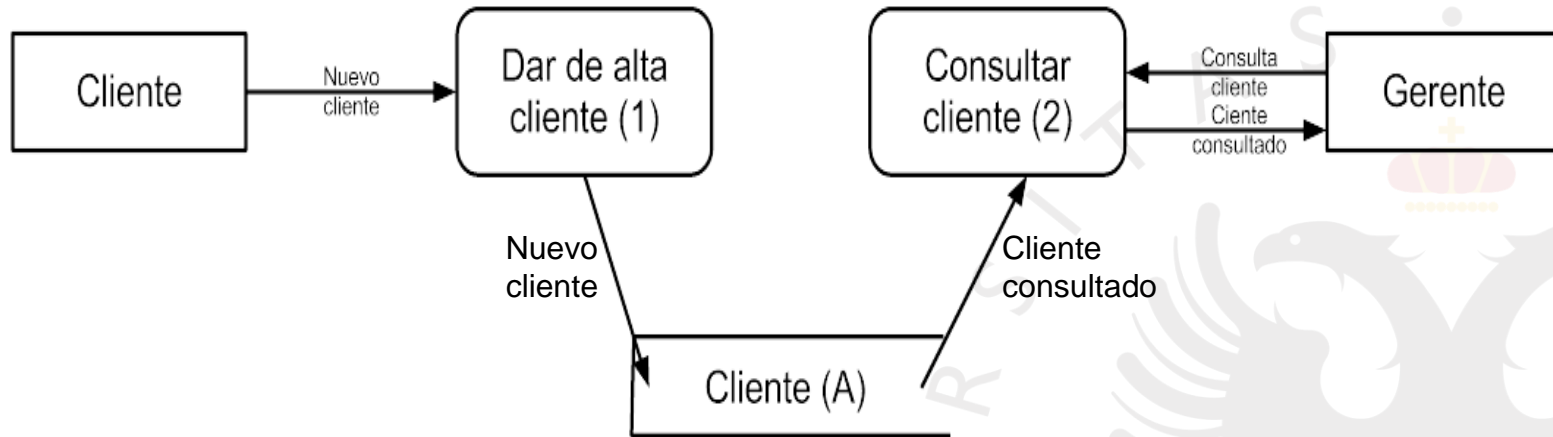 Cliente
Nuevo
cliente
Dar de alta
cliente (1)
Consultar
cliente (2)
Consulta
cliente
Ciente
consultado
Gerente
Nuevo
cliente
Cliente
consultado
Cliente (A)
R S I T A S